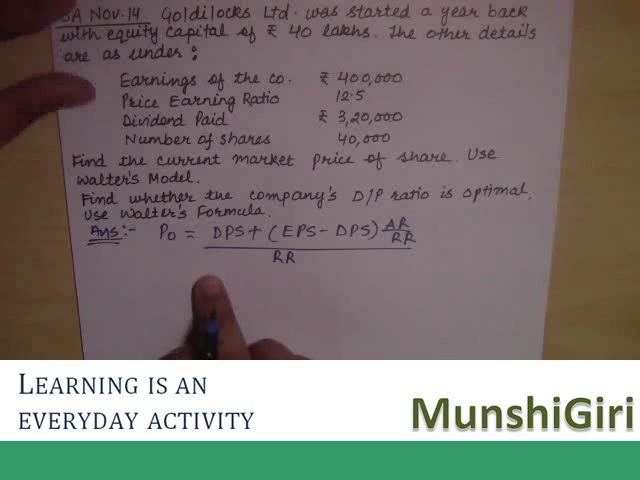 CA Nov.14 Goldilocks Ltd. was started a year back
with equity capital of ₹ 40 lakhs. The other details
are as under:
Earnings of the co. ₹ 400,000
Price Earning Ratio 12.5
Dividend Paid ₹ 3,20,000
Number of shares 40,000
Find the current market price of share. Use
Walter's Model.
Find whether the company's D/P ratio is optimal,
Use Walter's Formula.
Ans:- P₀ = DPS + (EPS - DPS) AR/RR
RR
LEARNING IS AN
EVERYDAY ACTIVITY
MunshiGiri